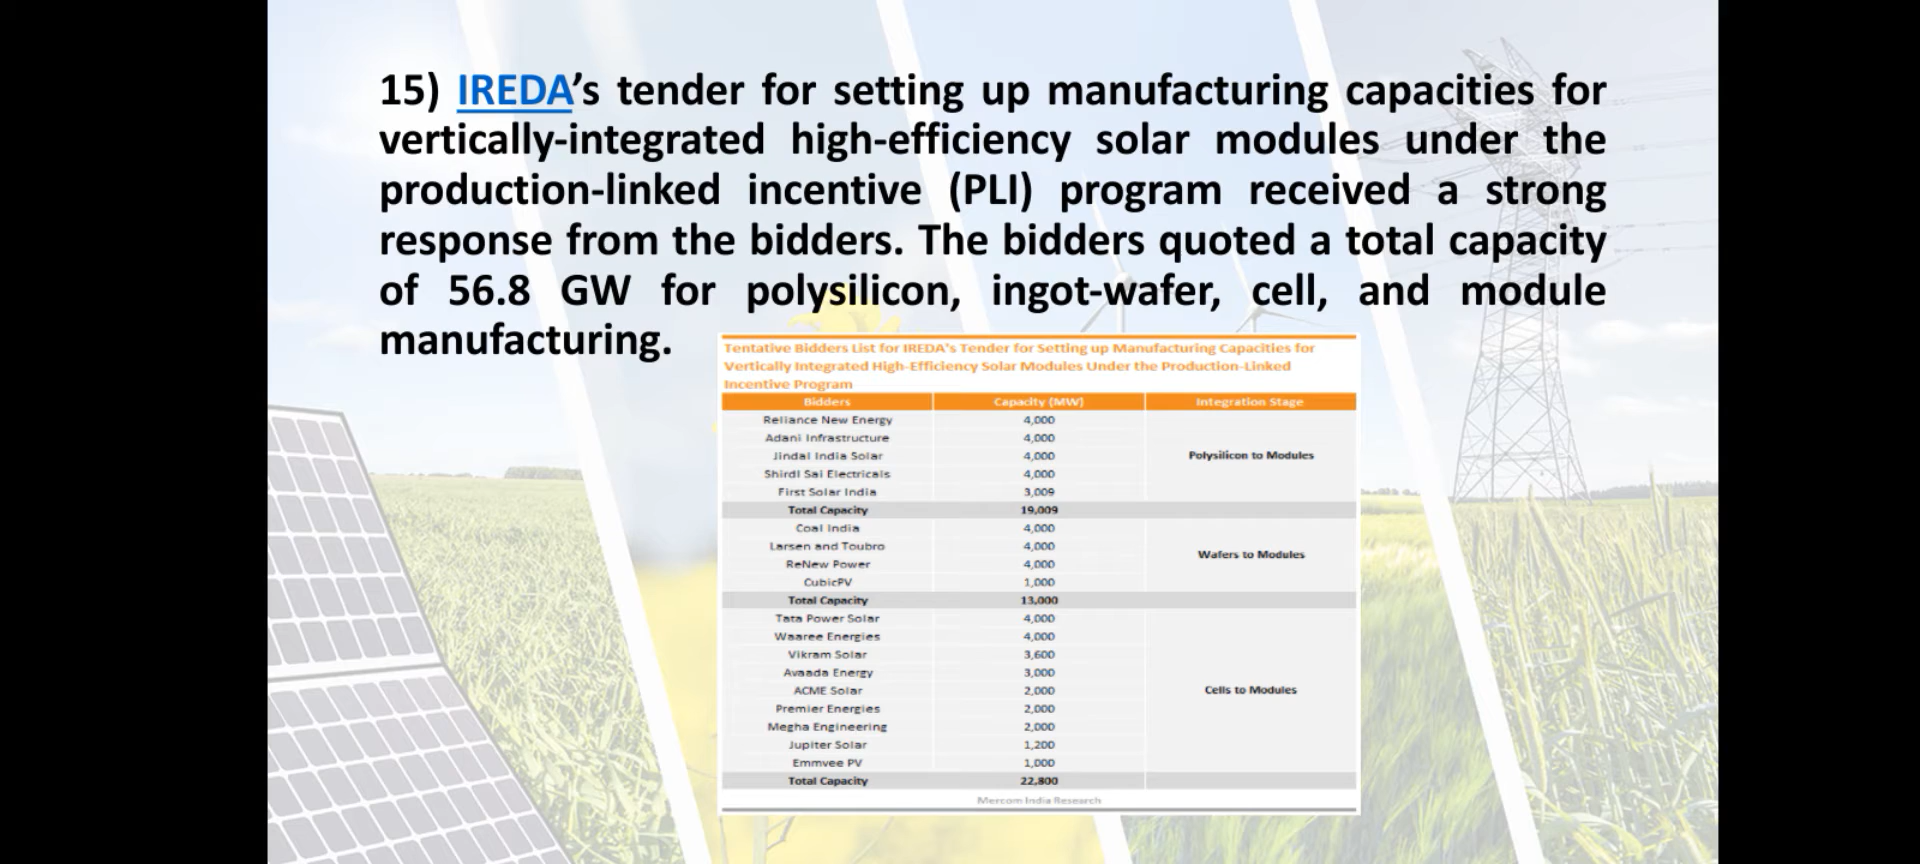 15) IREDA’s tender for setting up manufacturing capacities for
vertically-integrated high-efficiency solar modules under the
production-linked incentive (PLI) program received a strong
response from the bidders. The bidders quoted a total capacity
of 56.8 GW for polysilicon, ingot-wafer, cell, and module
manufacturing.
Tentative Bidders List for IREDA's Tender for Setting up Manufacturing Capacities for
Vertically Integrated High-Efficiency Solar Modules Under the Production-Linked
Incentive Program
Bidders Capacity (MW) Integration Stage
Reliance New Energy 4,000
Adani Infrastructure 4,000
Jindal India Solar 4,000 Polysilicon to Modules
Shirdi Sai Electricals 4,000
First Solar India 3,009
Total Capacity 19,009
Coal India 4,000
Larsen and Toubro 4,000 Wafers to Modules
ReNew Power 4,000
CubicPV 1,000
Total Capacity 13,000
Tata Power Solar 4,000
Waaree Energies 4,000
Vikram Solar 3,600
Avaada Energy 3,000
ACME Solar 2,000 Cells to Modules
Premier Energies 2,000
Megha Engineering 2,000
Jupiter Solar 1,200
Emmvee PV 1,000
Total Capacity 22,800
Mercom India Research